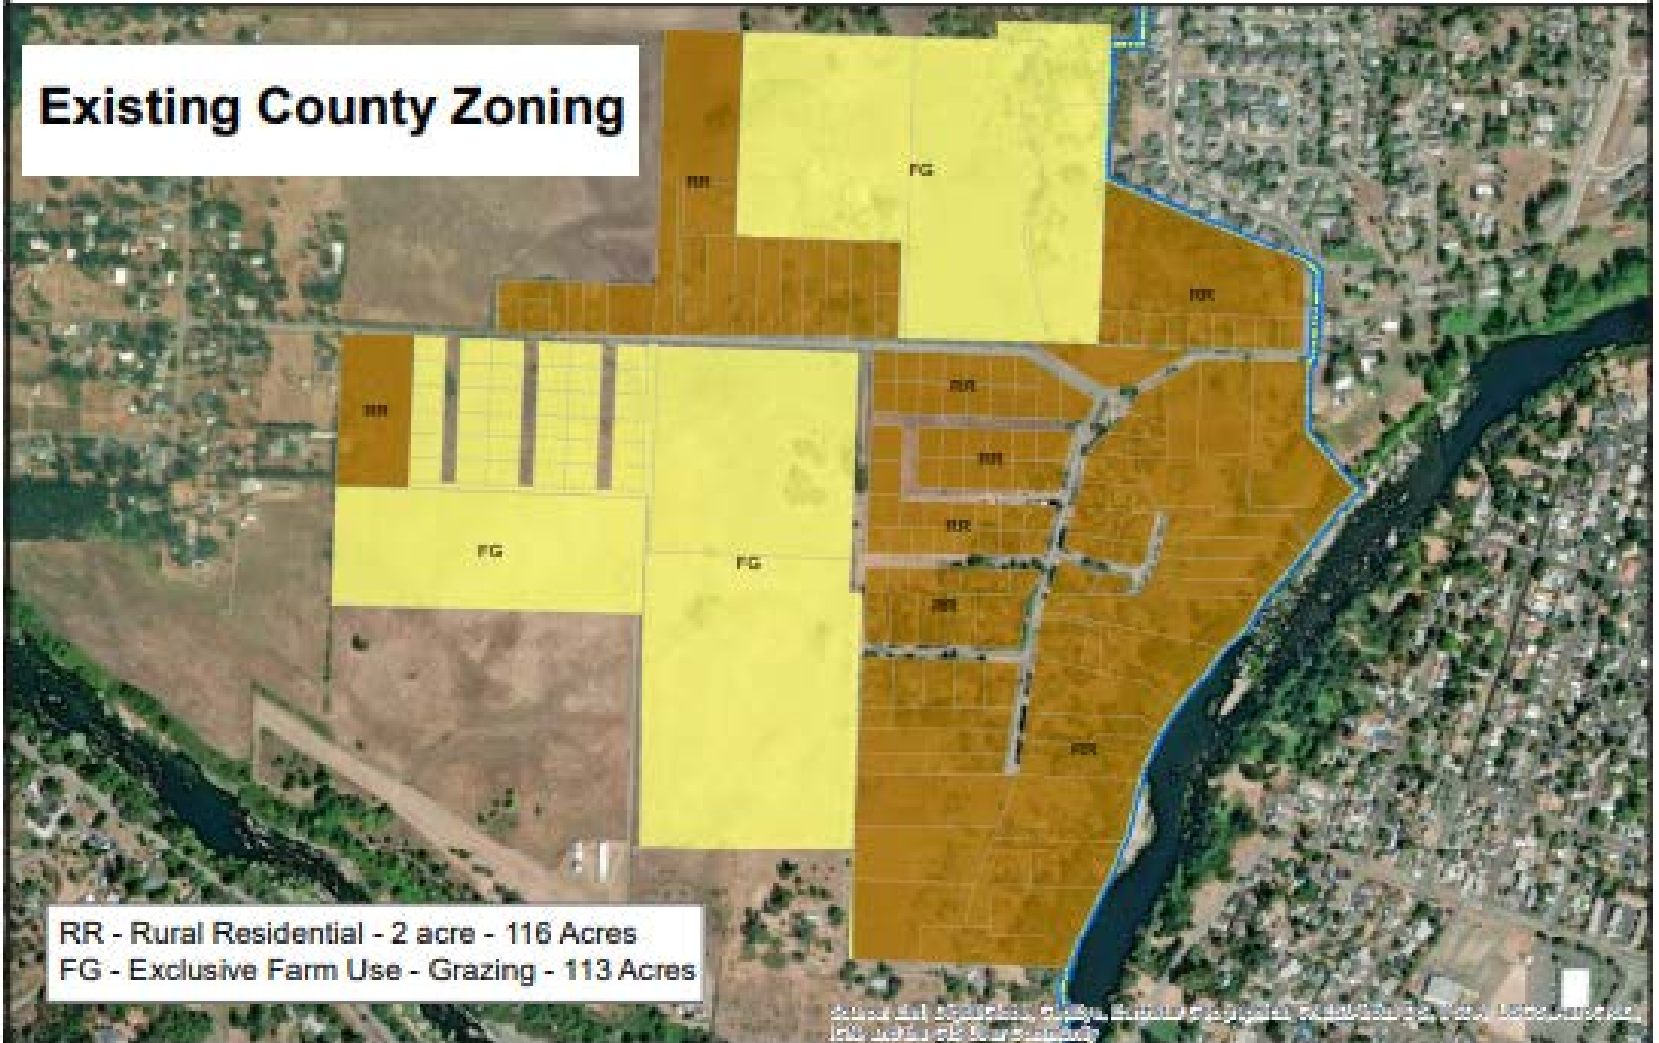 Existing County Zoning
RR
FG
RR
RR
RR
RR
RR
FG
FG
RR
RR
RR
RR - Rural Residential - 2 acre - 116 Acres
FG - Exclusive Farm Use - Grazing - 113 Acres